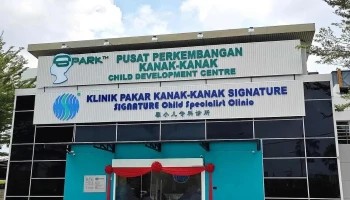 PARK™
PUSAT PERKEMBANGAN
KANAK-KANAK
CHILD DEVELOPMENT CENTRE
KLINIK PAKAR KANAK-KANAK SIGNATURE
SIGNATURE Child Specialist Clinic